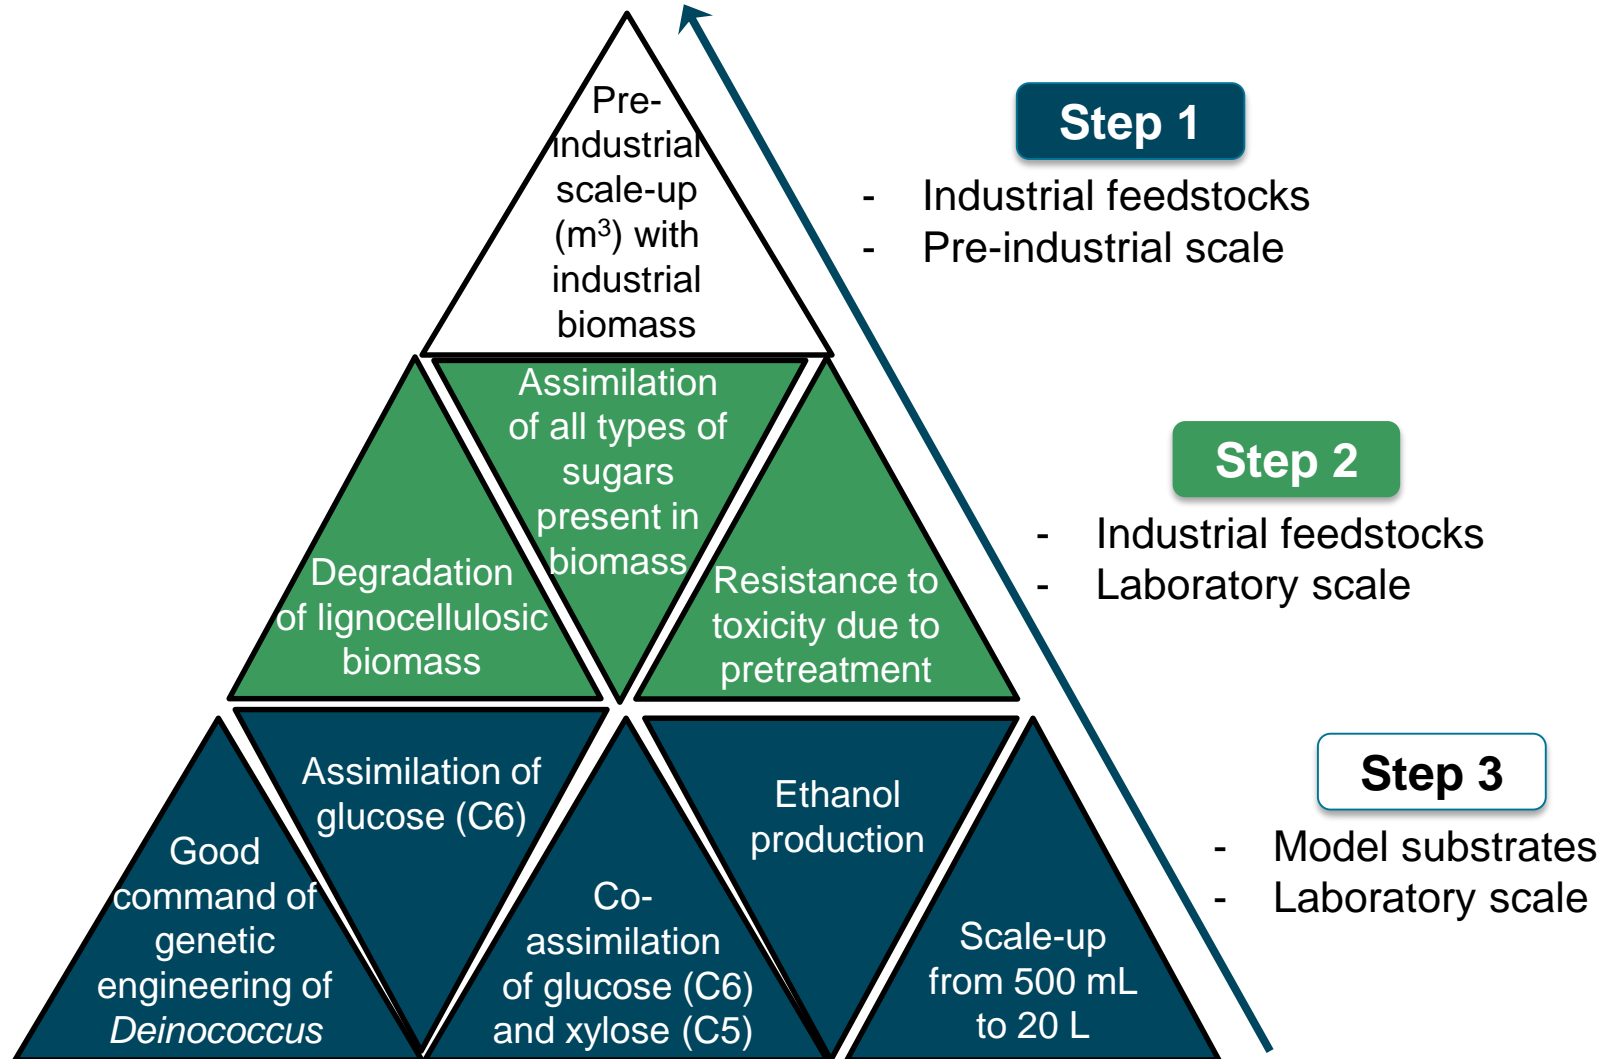 Pre-
industrial
scale-up
(m³) with
industrial
biomass
Step 1
- Industrial feedstocks
- Pre-industrial scale
Assimilation
of all types of
sugars
present in
biomass
Degradation
of lignocellulosic
biomass
Resistance to
toxicity due to
pretreatment
Step 2
- Industrial feedstocks
- Laboratory scale
Good
command of
genetic
engineering of
Deinococcus
Assimilation of
glucose (C6)
Co-
assimilation
of glucose (C6)
and xylose (C5)
Ethanol
production
Scale-up
from 500 mL
to 20 L
Step 3
- Model substrates
- Laboratory scale